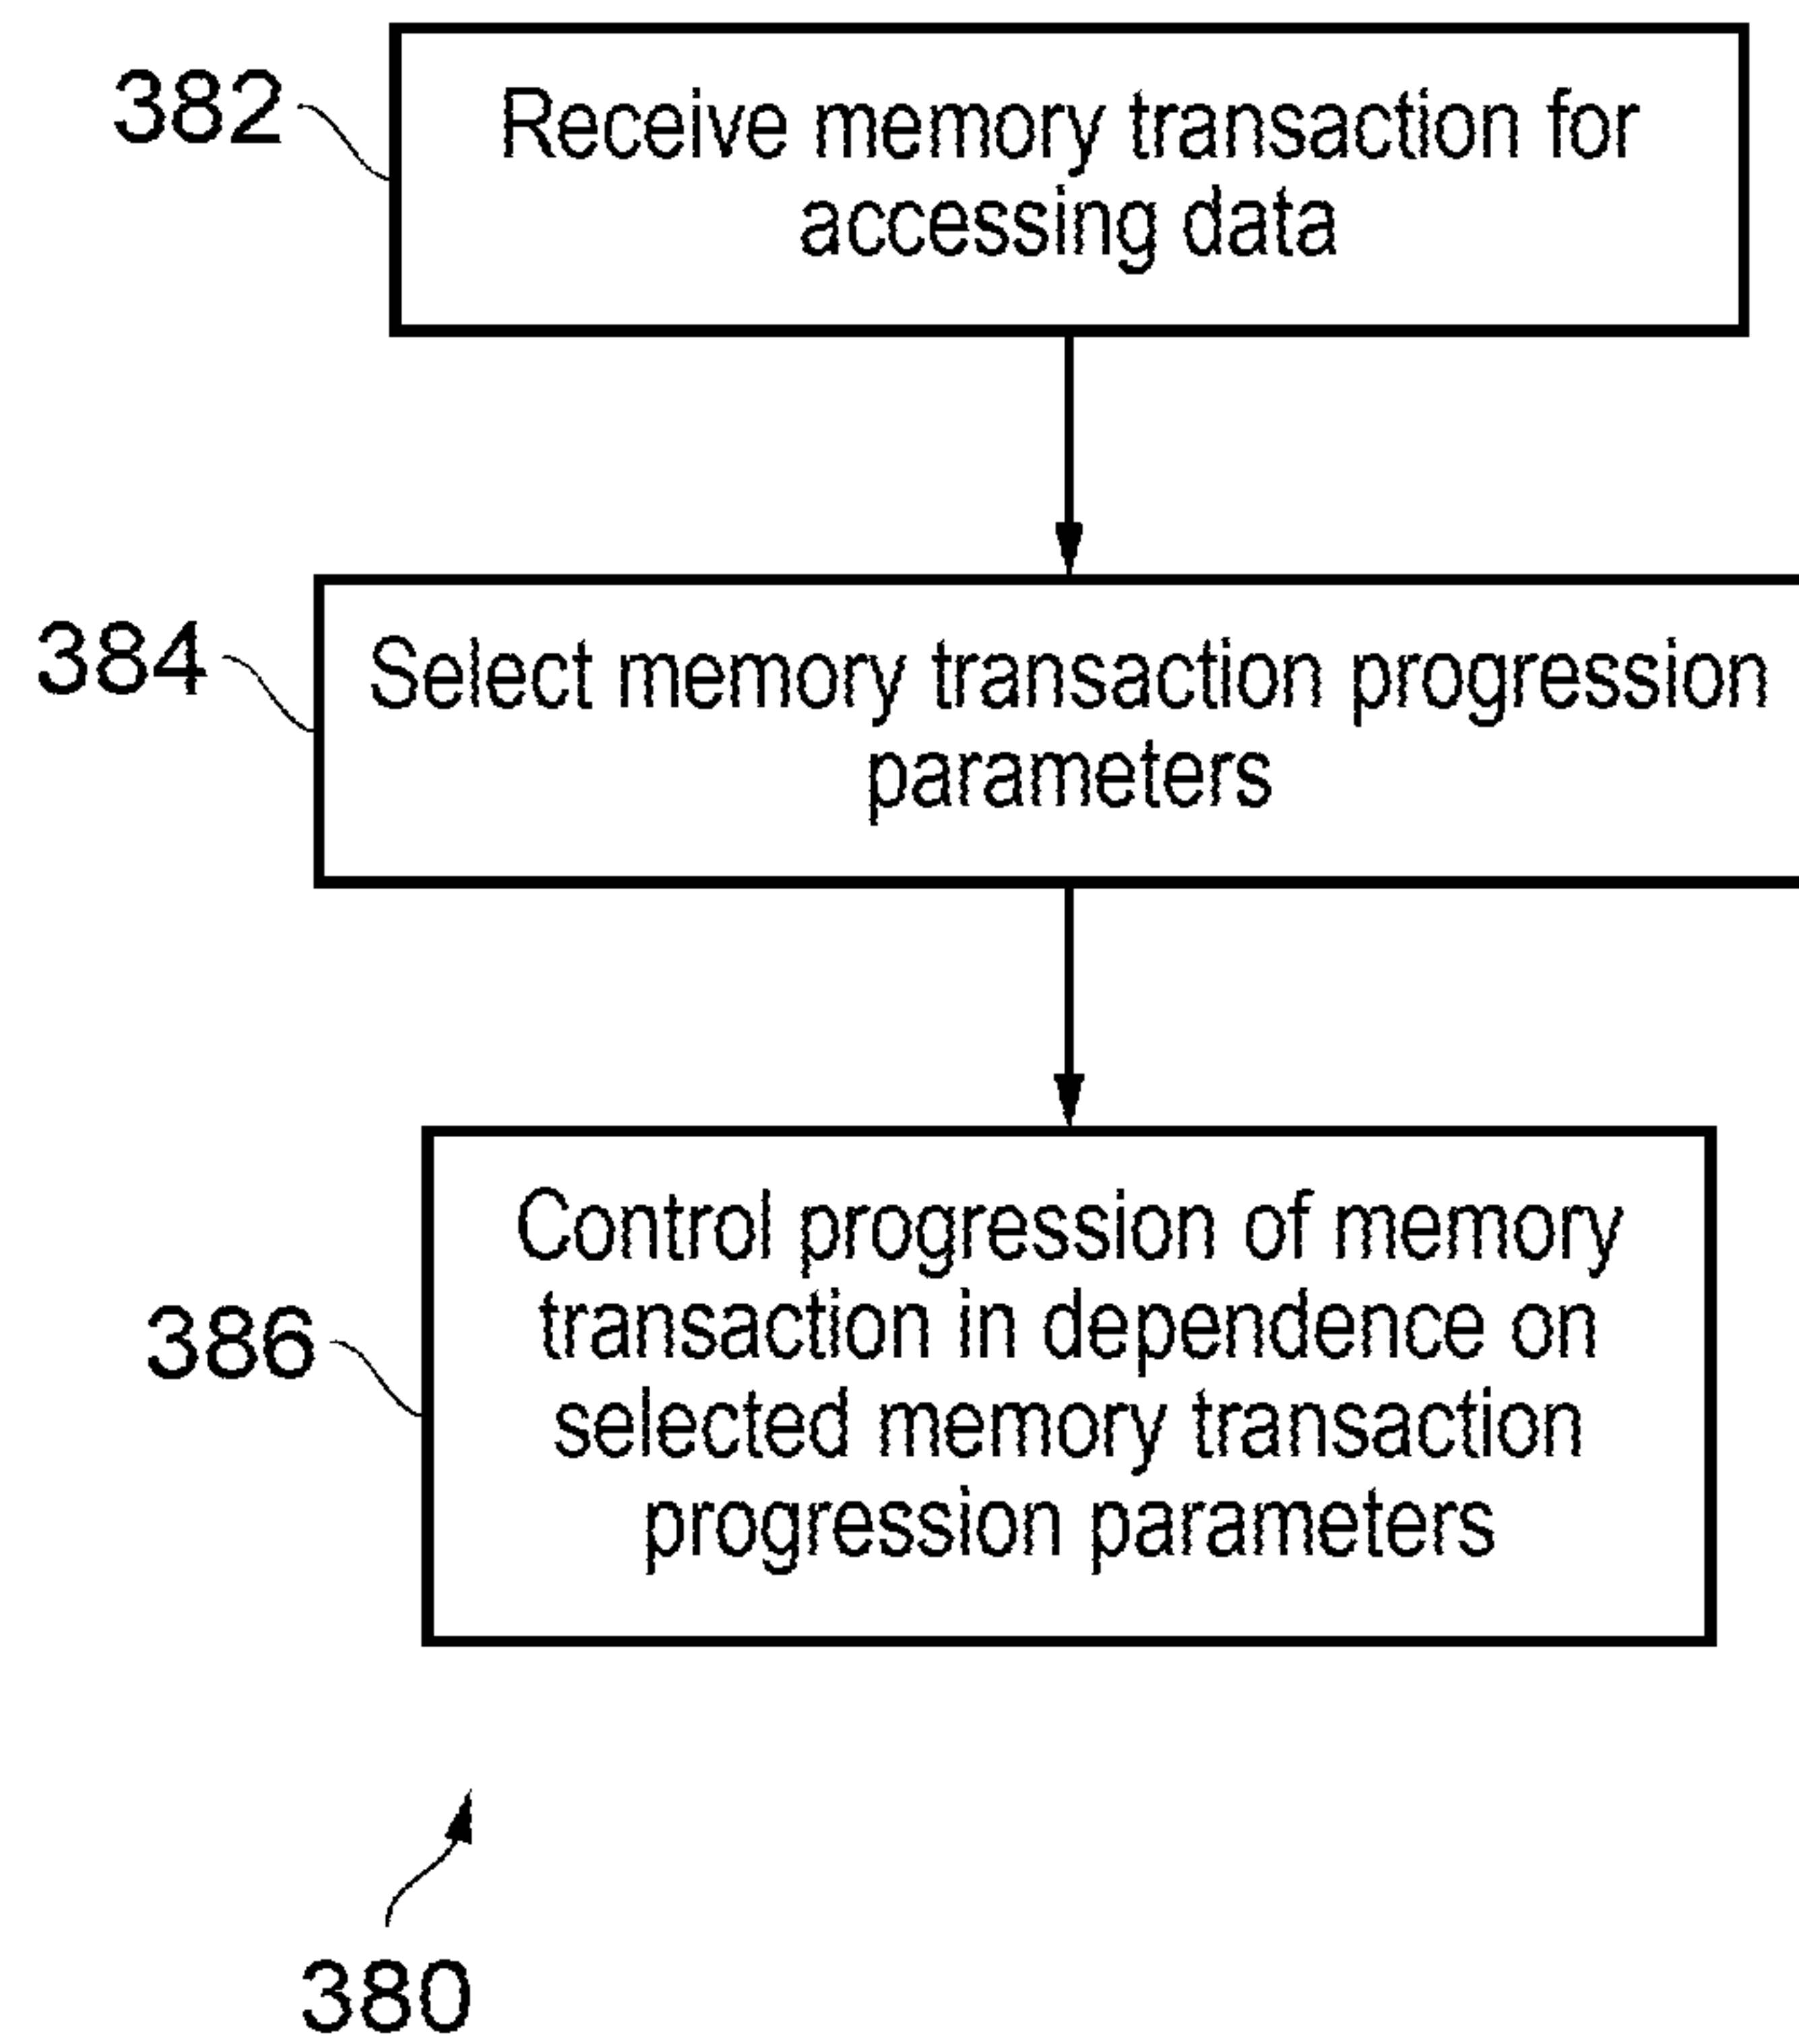 382
Receive memory transaction for
accessing data
384
Select memory transaction progression
parameters
386
Control progression of memory
transaction in dependence on
selected memory transaction
progression parameters
380